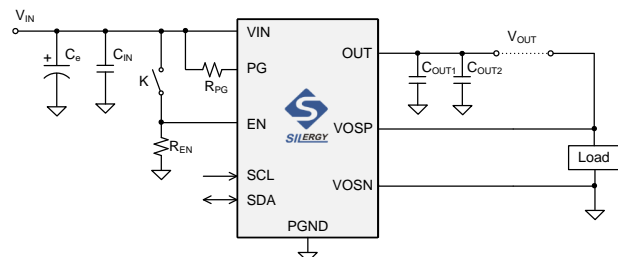 VIN
Ce
CIN
K
RPG
REN
VIN
PG
EN
SCL
SDA
PGND
OUT
VOSP
VOSN
SILERGY
COUT1
COUT2
VOUT
Load